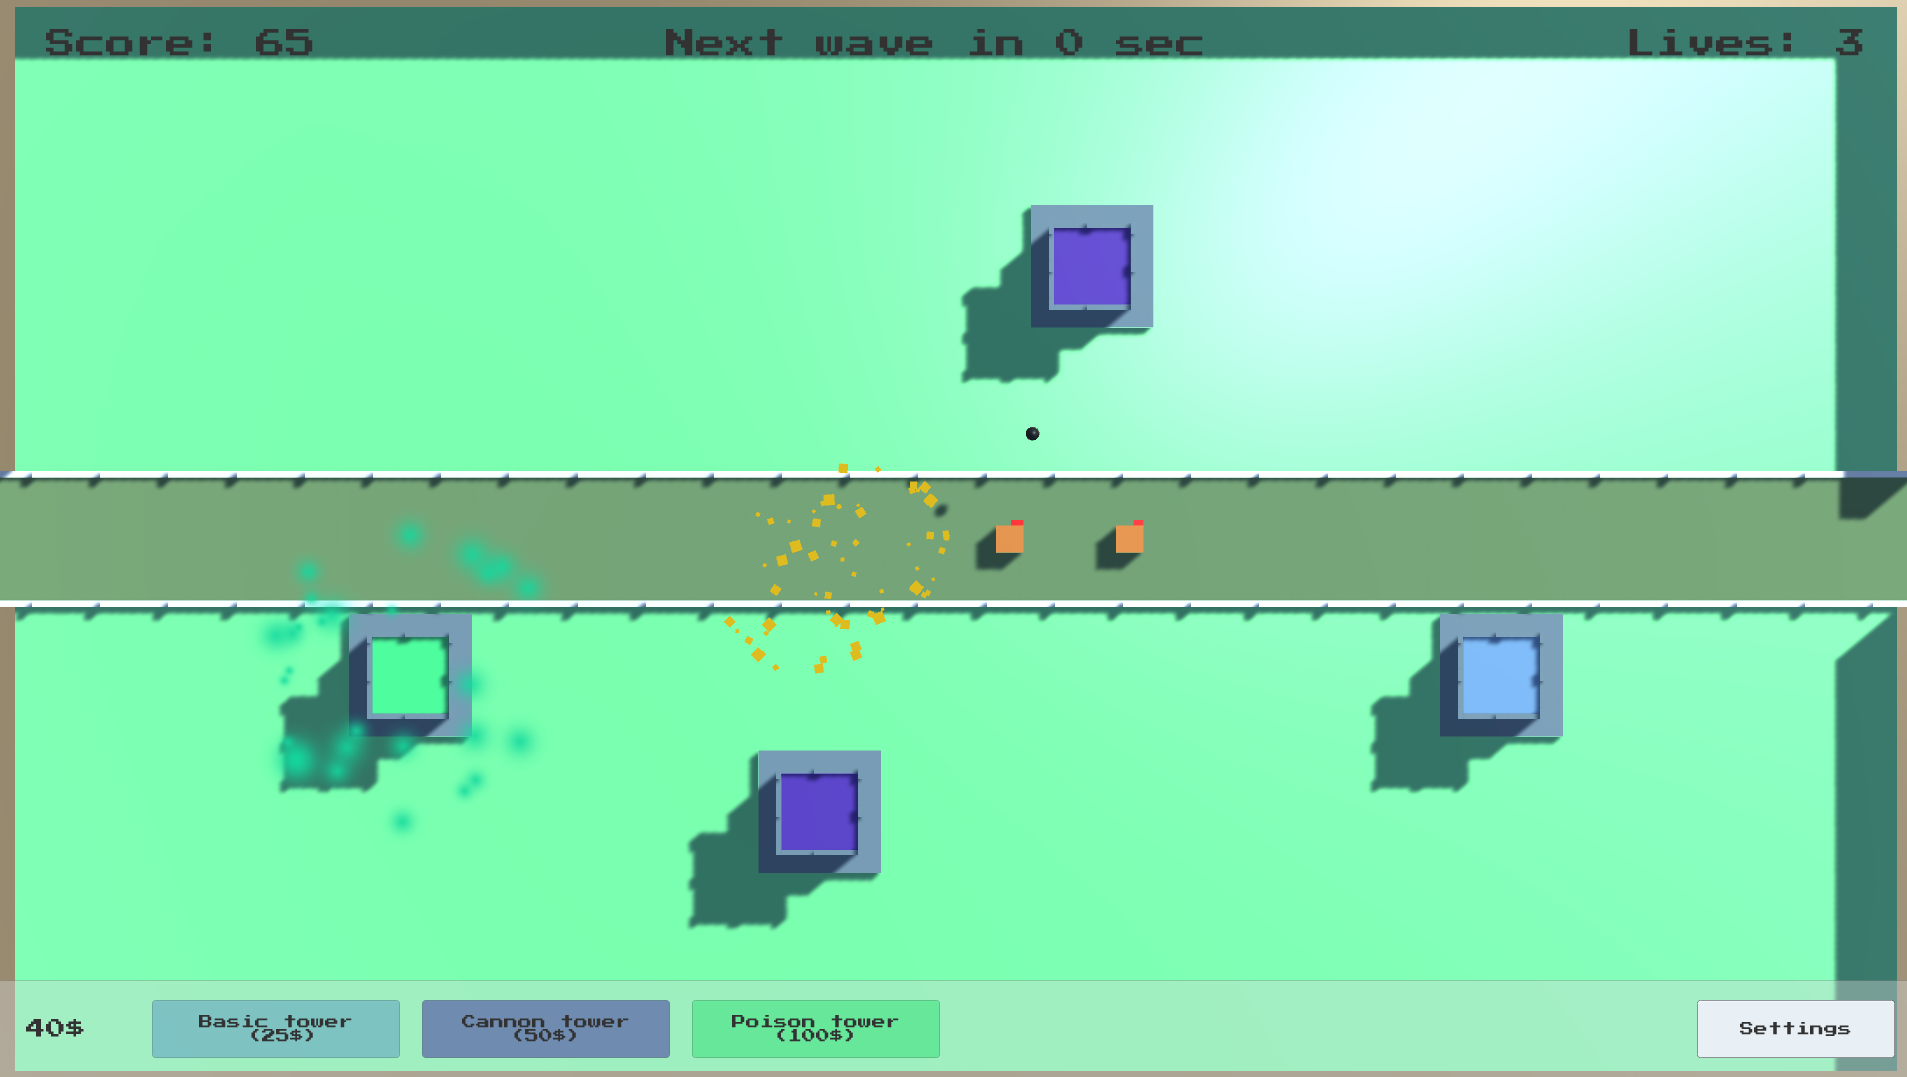 Score: 65
Next wave in 0 sec
Lives: 3
40$
Basic tower
(25$)
Cannon tower
(50$)
Poison tower
(100$)
Settings